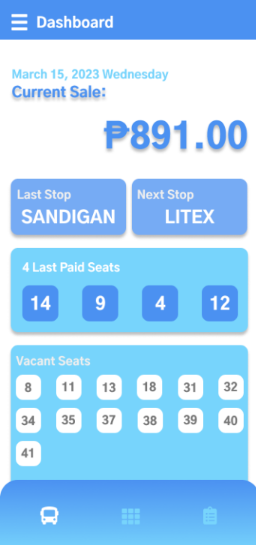 Dashboard
March 15, 2023 Wednesday
Current Sale:
₱891.00
Last Stop
SANDIGAN
Next Stop
LITEX
4 Last Paid Seats
14 9 4 12
Vacant Seats
8 11 13 18 31 32
34 35 37 38 39 40
41